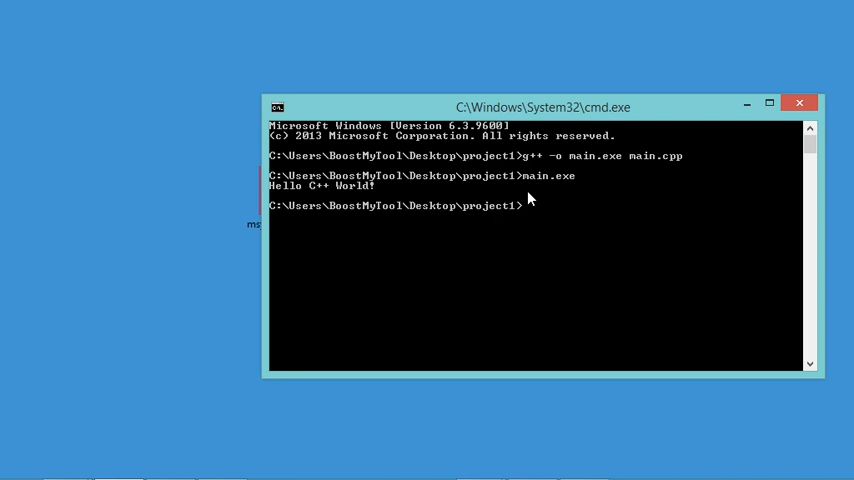 C:\Windows\System32\cmd.exe
Microsoft Windows [Version 6.3.9600]
(c) 2013 Microsoft Corporation. All rights reserved.
C:\Users\BoostMyTool\Desktop\project1>g++ -o main.exe main.cpp
C:\Users\BoostMyTool\Desktop\project1>main.exe
Hello C++ World!
C:\Users\BoostMyTool\Desktop\project1>